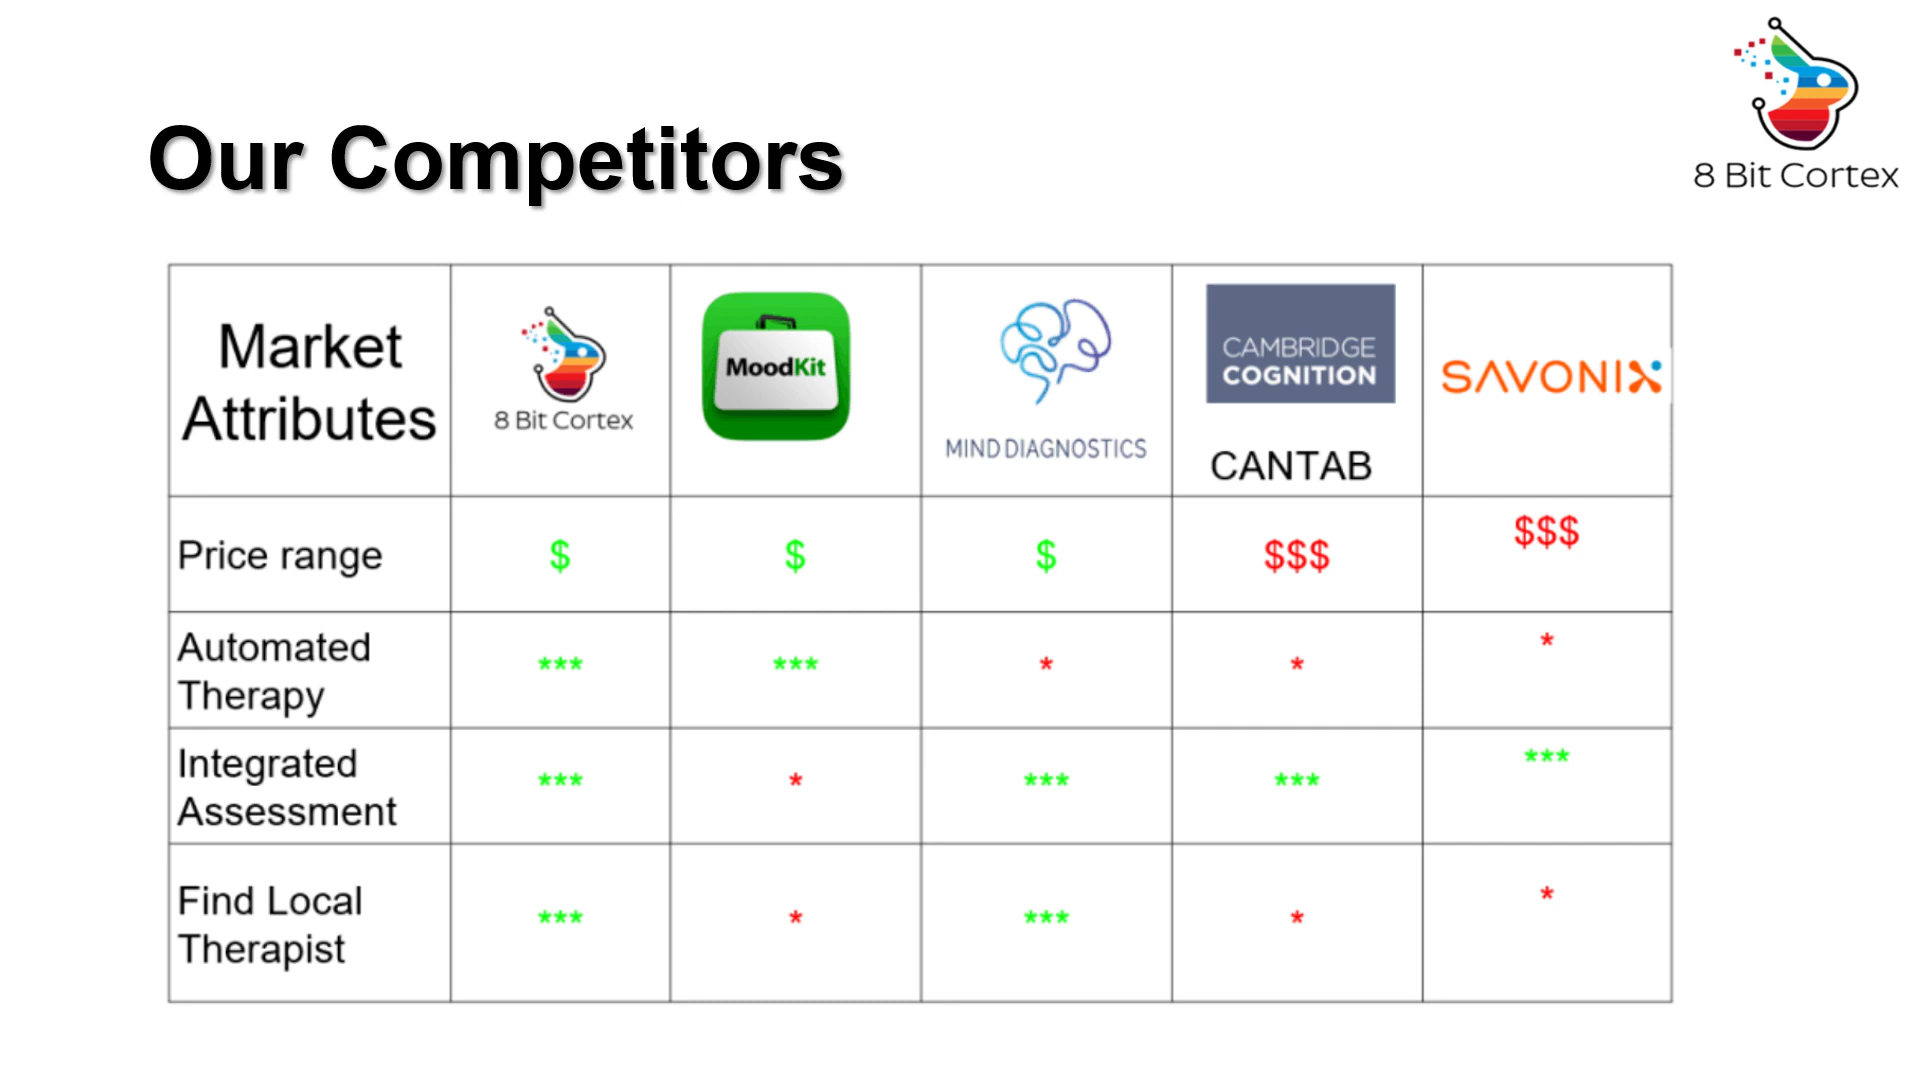 8 Bit Cortex
Our Competitors
Market
Attributes
8 Bit Cortex
MoodKit
MIND DIAGNOSTICS
CAMBRIDGE
COGNITION
CANTAB
SAVONIX
Price range
$
$
$
$$$
$$$
Automated
Therapy
***
***
*
*
*
Integrated
Assessment
***
*
***
***
***
Find Local
Therapist
***
*
***
*
*